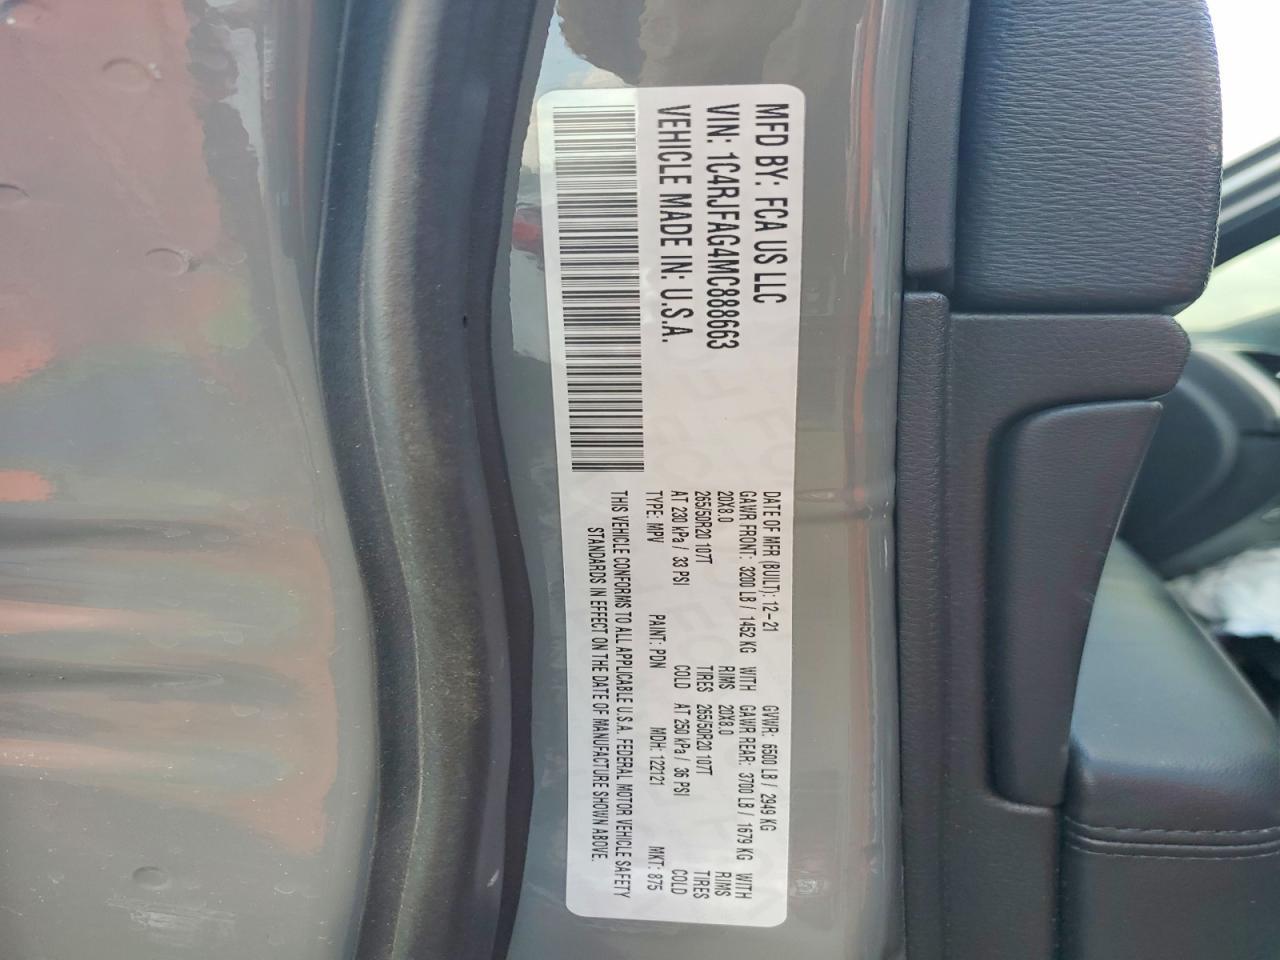 MFD BY: FCA US LLC
VIN: 1C4RJFAG4MC888663
VEHICLE MADE IN: U.S.A.
DATE OF MFR (BUILT): 12-21 GVWR: 6500 LB / 2949 KG
GAWR FRONT: 3200 LB / 1452 KG WITH GAWR REAR: 3700 LB / 1679 KG WITH
20X8.0 RIMS 20X8.0 RIMS
265/50R20 107T TIRES 265/50R20 107T TIRES
AT 230 kPa / 33 PSI COLD AT 250 kPa / 36 PSI COLD
TYPE: MPV PAINT: PDN MDH: 122121 MKT: 875
THIS VEHICLE CONFORMS TO ALL APPLICABLE U.S.A. FEDERAL MOTOR VEHICLE SAFETY
STANDARDS IN EFFECT ON THE DATE OF MANUFACTURE SHOWN ABOVE.